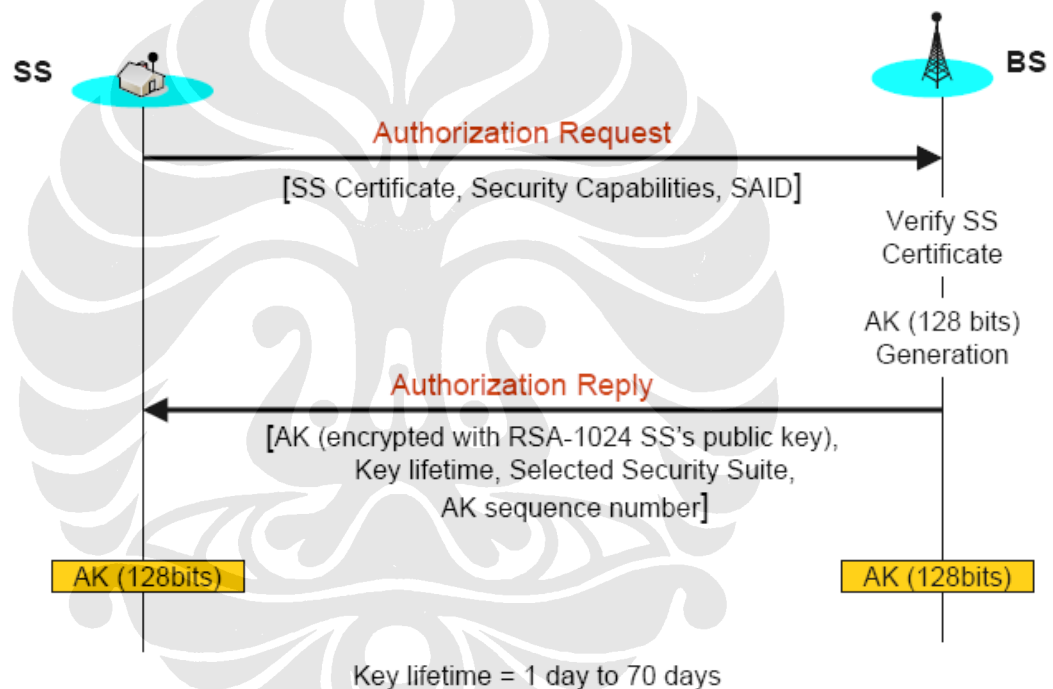 SS
BS
Authorization Request
[SS Certificate, Security Capabilities, SAID]
Verify SS
Certificate
AK (128 bits)
Generation
Authorization Reply
[AK (encrypted with RSA-1024 SS's public key),
Key lifetime, Selected Security Suite,
AK sequence number]
AK (128bits)
AK (128bits)
Key lifetime = 1 day to 70 days